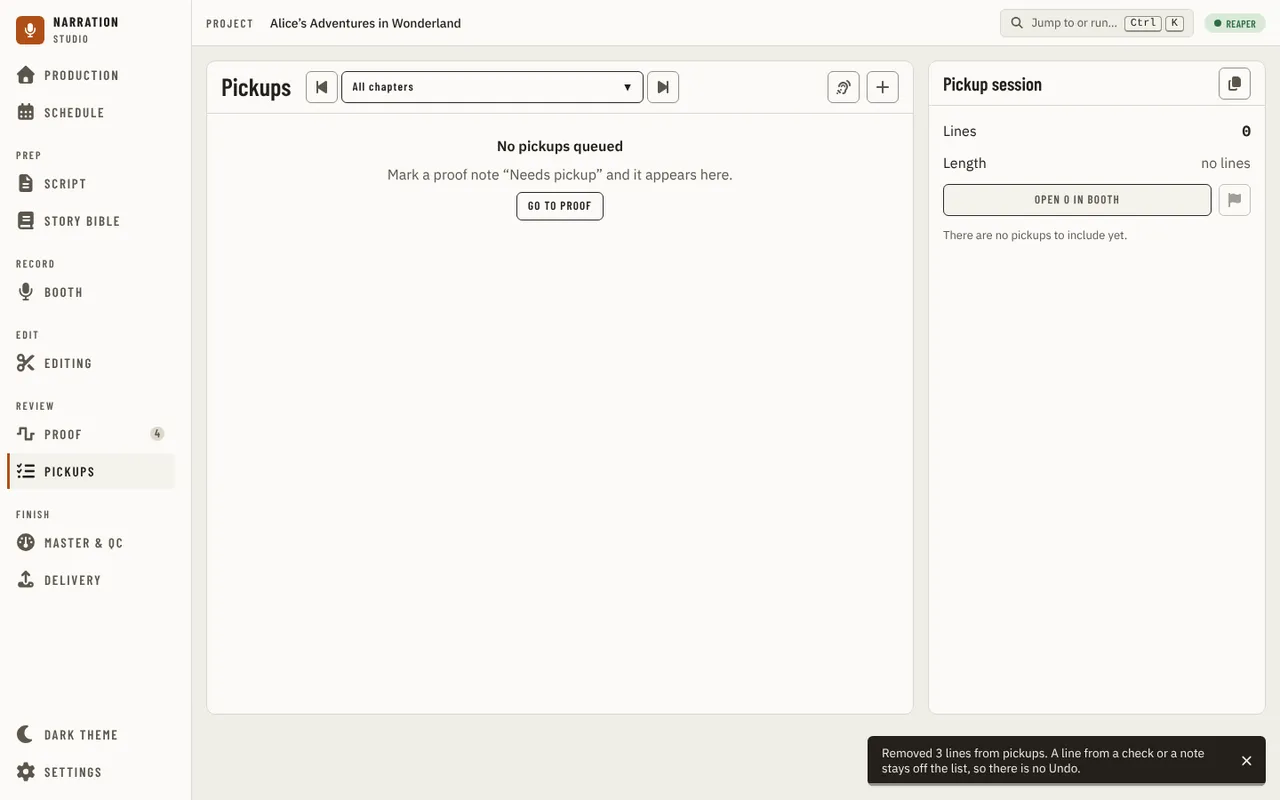 NARRATION
STUDIO
PRODUCTION
SCHEDULE
PREP
SCRIPT
STORY BIBLE
RECORD
BOOTH
EDIT
EDITING
REVIEW
PROOF 4
PICKUPS
FINISH
MASTER & QC
DELIVERY
DARK THEME
SETTINGS
PROJECT Alice’s Adventures in Wonderland
Jump to or run... Ctrl K
REAPER
Pickups All chapters
No pickups queued
Mark a proof note “Needs pickup” and it appears here.
GO TO PROOF
Pickup session
Lines 0
Length no lines
OPEN 0 IN BOOTH
There are no pickups to include yet.
Removed 3 lines from pickups. A line from a check or a note
stays off the list, so there is no Undo.